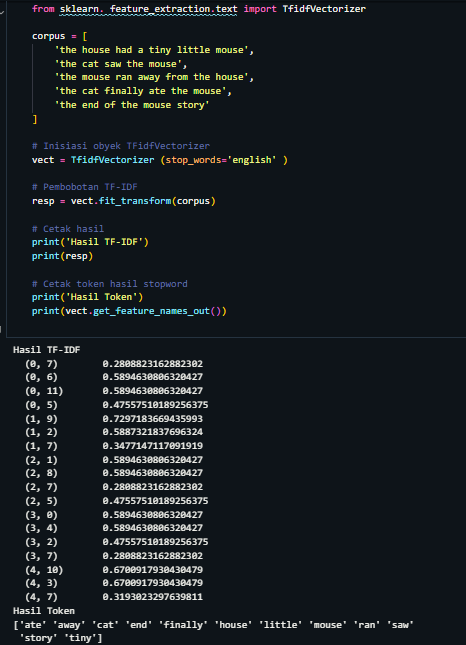 from sklearn. feature_extraction.text import TfidfVectorizer
corpus = [
'the house had a tiny little mouse',
'the cat saw the mouse',
'the mouse ran away from the house',
'the cat finally ate the mouse',
'the end of the mouse story'
]
# Inisiasi obyek TFidfVectorizer
vect = TfidfVectorizer (stop_words='english' )
# Pembobotan TF-IDF
resp = vect.fit_transform(corpus)
# Cetak hasil
print('Hasil TF-IDF')
print(resp)
# Cetak token hasil stopword
print('Hasil Token')
print(vect.get_feature_names_out())
Hasil TF-IDF
(0, 7) 0.2808823162882302
(0, 6) 0.5894630806320427
(0, 11) 0.5894630806320427
(0, 5) 0.47557510189256375
(1, 9) 0.7297183669435993
(1, 2) 0.5887321837696324
(1, 7) 0.3477147117091919
(2, 1) 0.5894630806320427
(2, 8) 0.5894630806320427
(2, 7) 0.2808823162882302
(2, 5) 0.47557510189256375
(3, 0) 0.5894630806320427
(3, 4) 0.5894630806320427
(3, 2) 0.47557510189256375
(3, 7) 0.2808823162882302
(4, 10) 0.6700917930430479
(4, 3) 0.6700917930430479
(4, 7) 0.3193023297639811
Hasil Token
['ate' 'away' 'cat' 'end' 'finally' 'house' 'little' 'mouse' 'ran' 'saw'
'story' 'tiny']